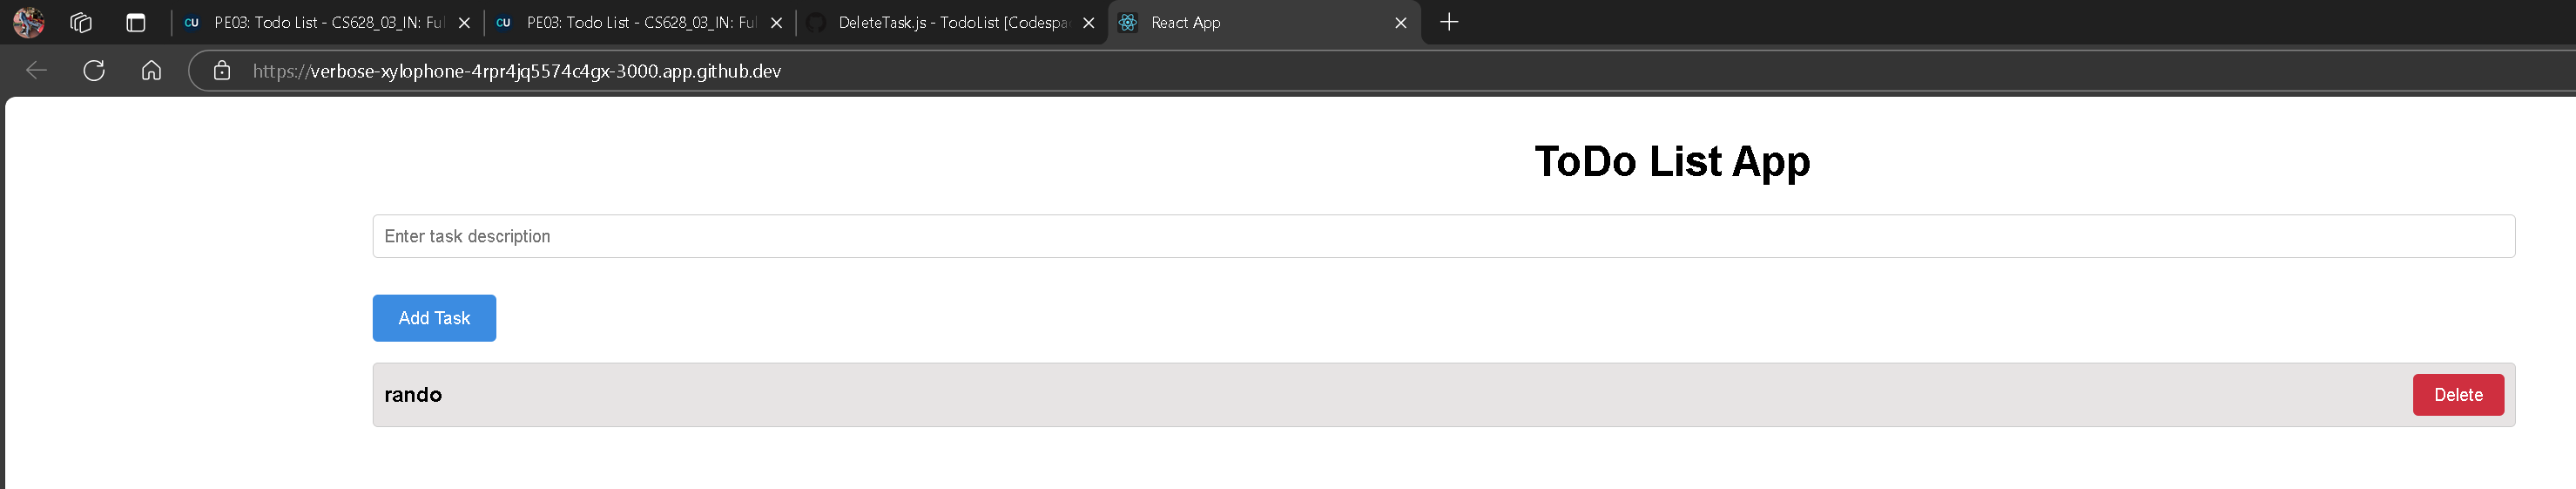 CU PE03: Todo List - CS628_03_IN: Ful
CU PE03: Todo List - CS628_03_IN: Ful
DeleteTask.js - TodoList [Codespac
React App
https://verbose-xylophone-4rpr4jq5574c4gx-3000.app.github.dev
ToDo List App
Enter task description
Add Task
rando
Delete